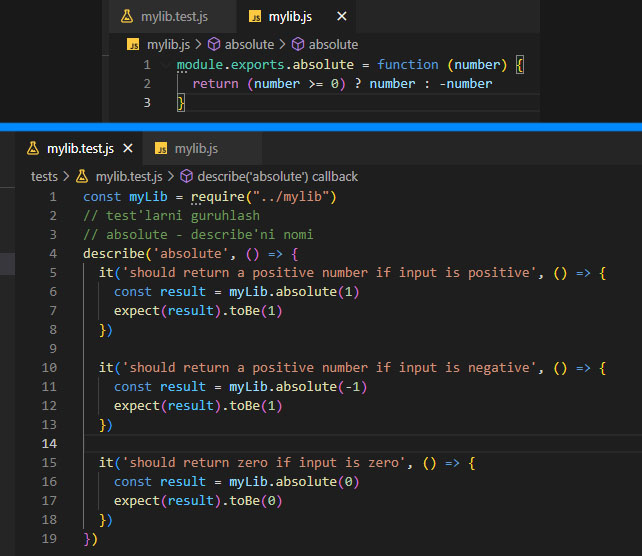 mylib.test.js mylib.js ×
JS mylib.js > absolute > absolute
1 module.exports.absolute = function (number) {
2   return (number >= 0) ? number : -number
3 }
mylib.test.js × JS mylib.js
tests > mylib.test.js > describe('absolute') callback
1 const myLib = require("../mylib")
2 // test'larni guruhlash
3 // absolute - describe'ni nomi
4 describe('absolute', () => {
5   it('should return a positive number if input is positive', () => {
6     const result = myLib.absolute(1)
7     expect(result).toBe(1)
8   })
9
10   it('should return a positive number if input is negative', () => {
11     const result = myLib.absolute(-1)
12     expect(result).toBe(1)
13   })
14
15   it('should return zero if input is zero', () => {
16     const result = myLib.absolute(0)
17     expect(result).toBe(0)
18   })
19 })